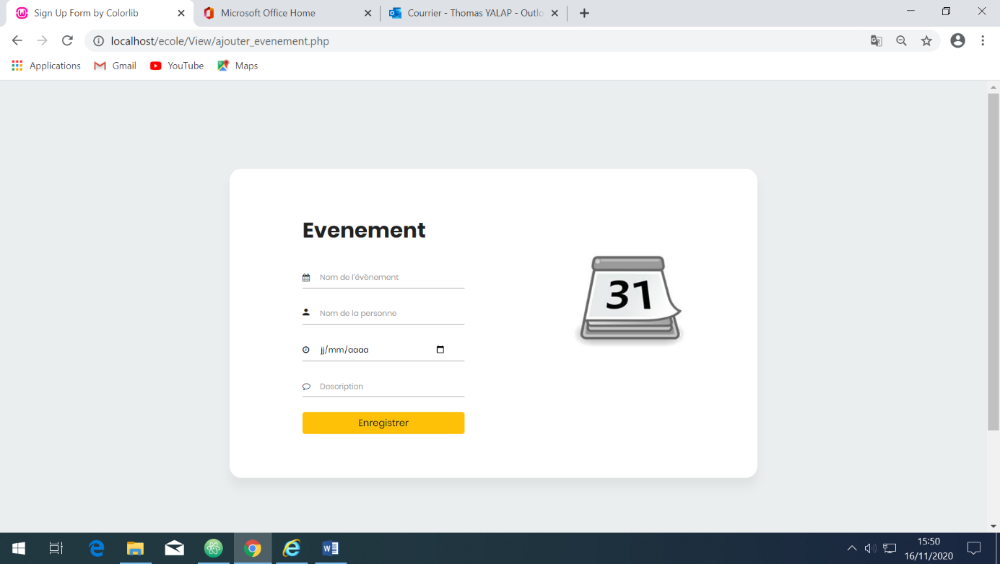 Sign Up Form by Colorlib
Microsoft Office Home
Courrier - Thomas YALAP - Outlo
localhost/ecole/View/ajouter_evenement.php
Applications Gmail YouTube Maps
Evenement
Nom de l'évènement
Nom de la personne
jj/mm/aaaa
Description
Enregistrer
31
15:50
16/11/2020